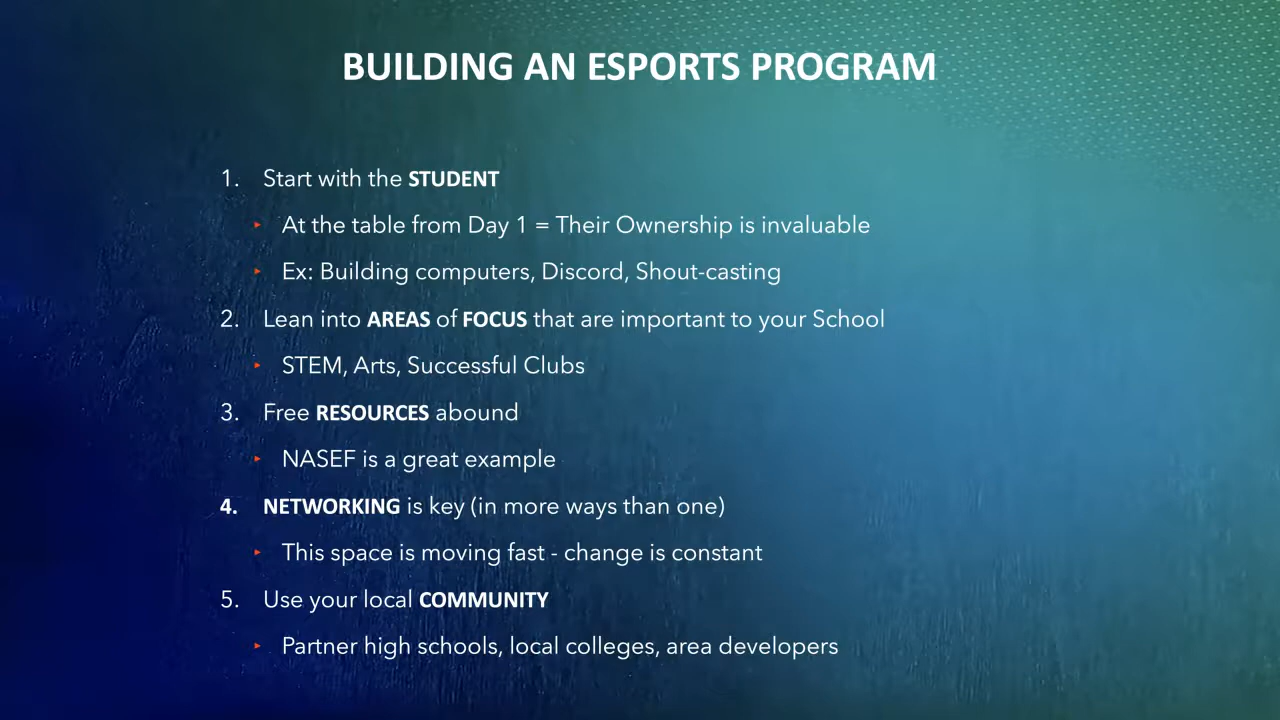 BUILDING AN ESPORTS PROGRAM
1. Start with the STUDENT
‣ At the table from Day 1 = Their Ownership is invaluable
‣ Ex: Building computers, Discord, Shout-casting
2. Lean into AREAS of FOCUS that are important to your School
‣ STEM, Arts, Successful Clubs
3. Free RESOURCES abound
‣ NASEF is a great example
4. NETWORKING is key (in more ways than one)
‣ This space is moving fast - change is constant
5. Use your local COMMUNITY
‣ Partner high schools, local colleges, area developers